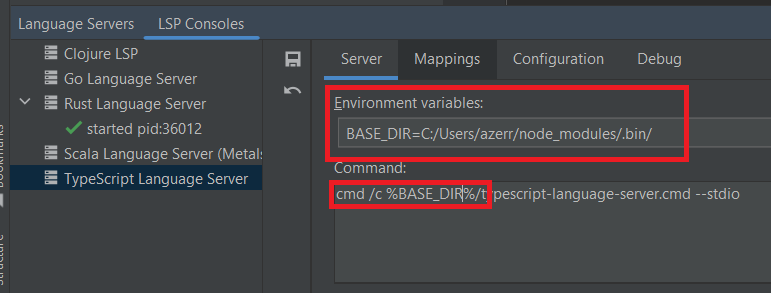 Language Servers LSP Consoles
Clojure LSP
Go Language Server
Rust Language Server
started pid:36012
Scala Language Server (Metals
TypeScript Language Server
Server Mappings Configuration Debug
Environment variables:
BASE_DIR=C:/Users/azerr/node_modules/.bin/
Command:
cmd /c %BASE_DIR%/typescript-language-server.cmd --stdio
Bookmarks
Structure